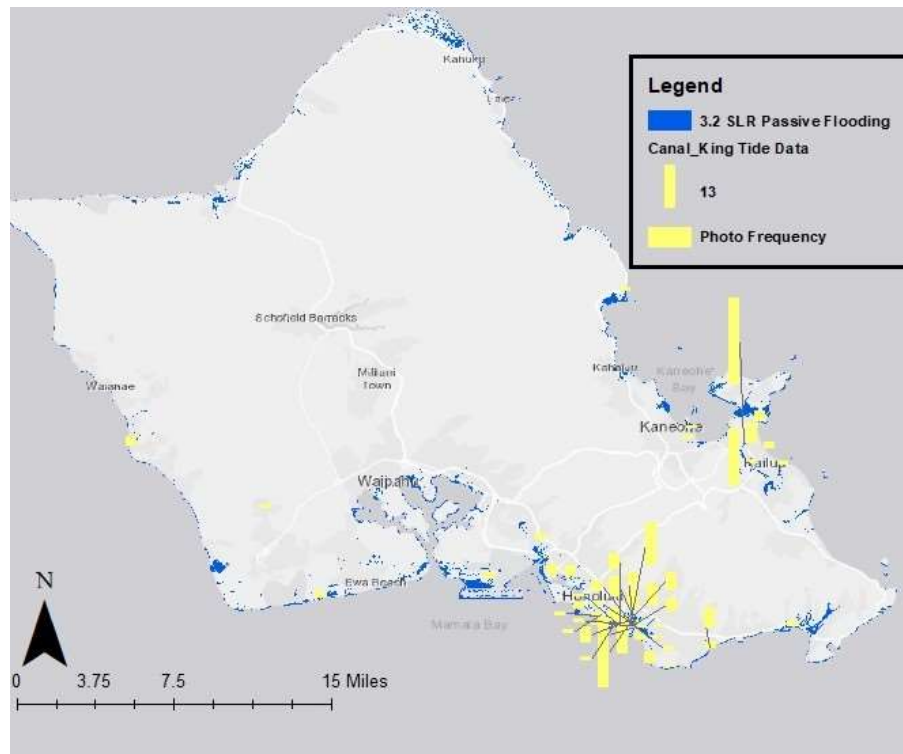 Kahuku
Legend
3.2 SLR Passive Flooding
Canal_King Tide Data
13
Photo Frequency
Schofield Barracks
Waianae
Mililani
Town
Kaneohe
Bay
Kaneohe
Kailua
Waipahu
Ewa Beach
Honolulu
Mamala Bay
N
0 3.75 7.5 15 Miles